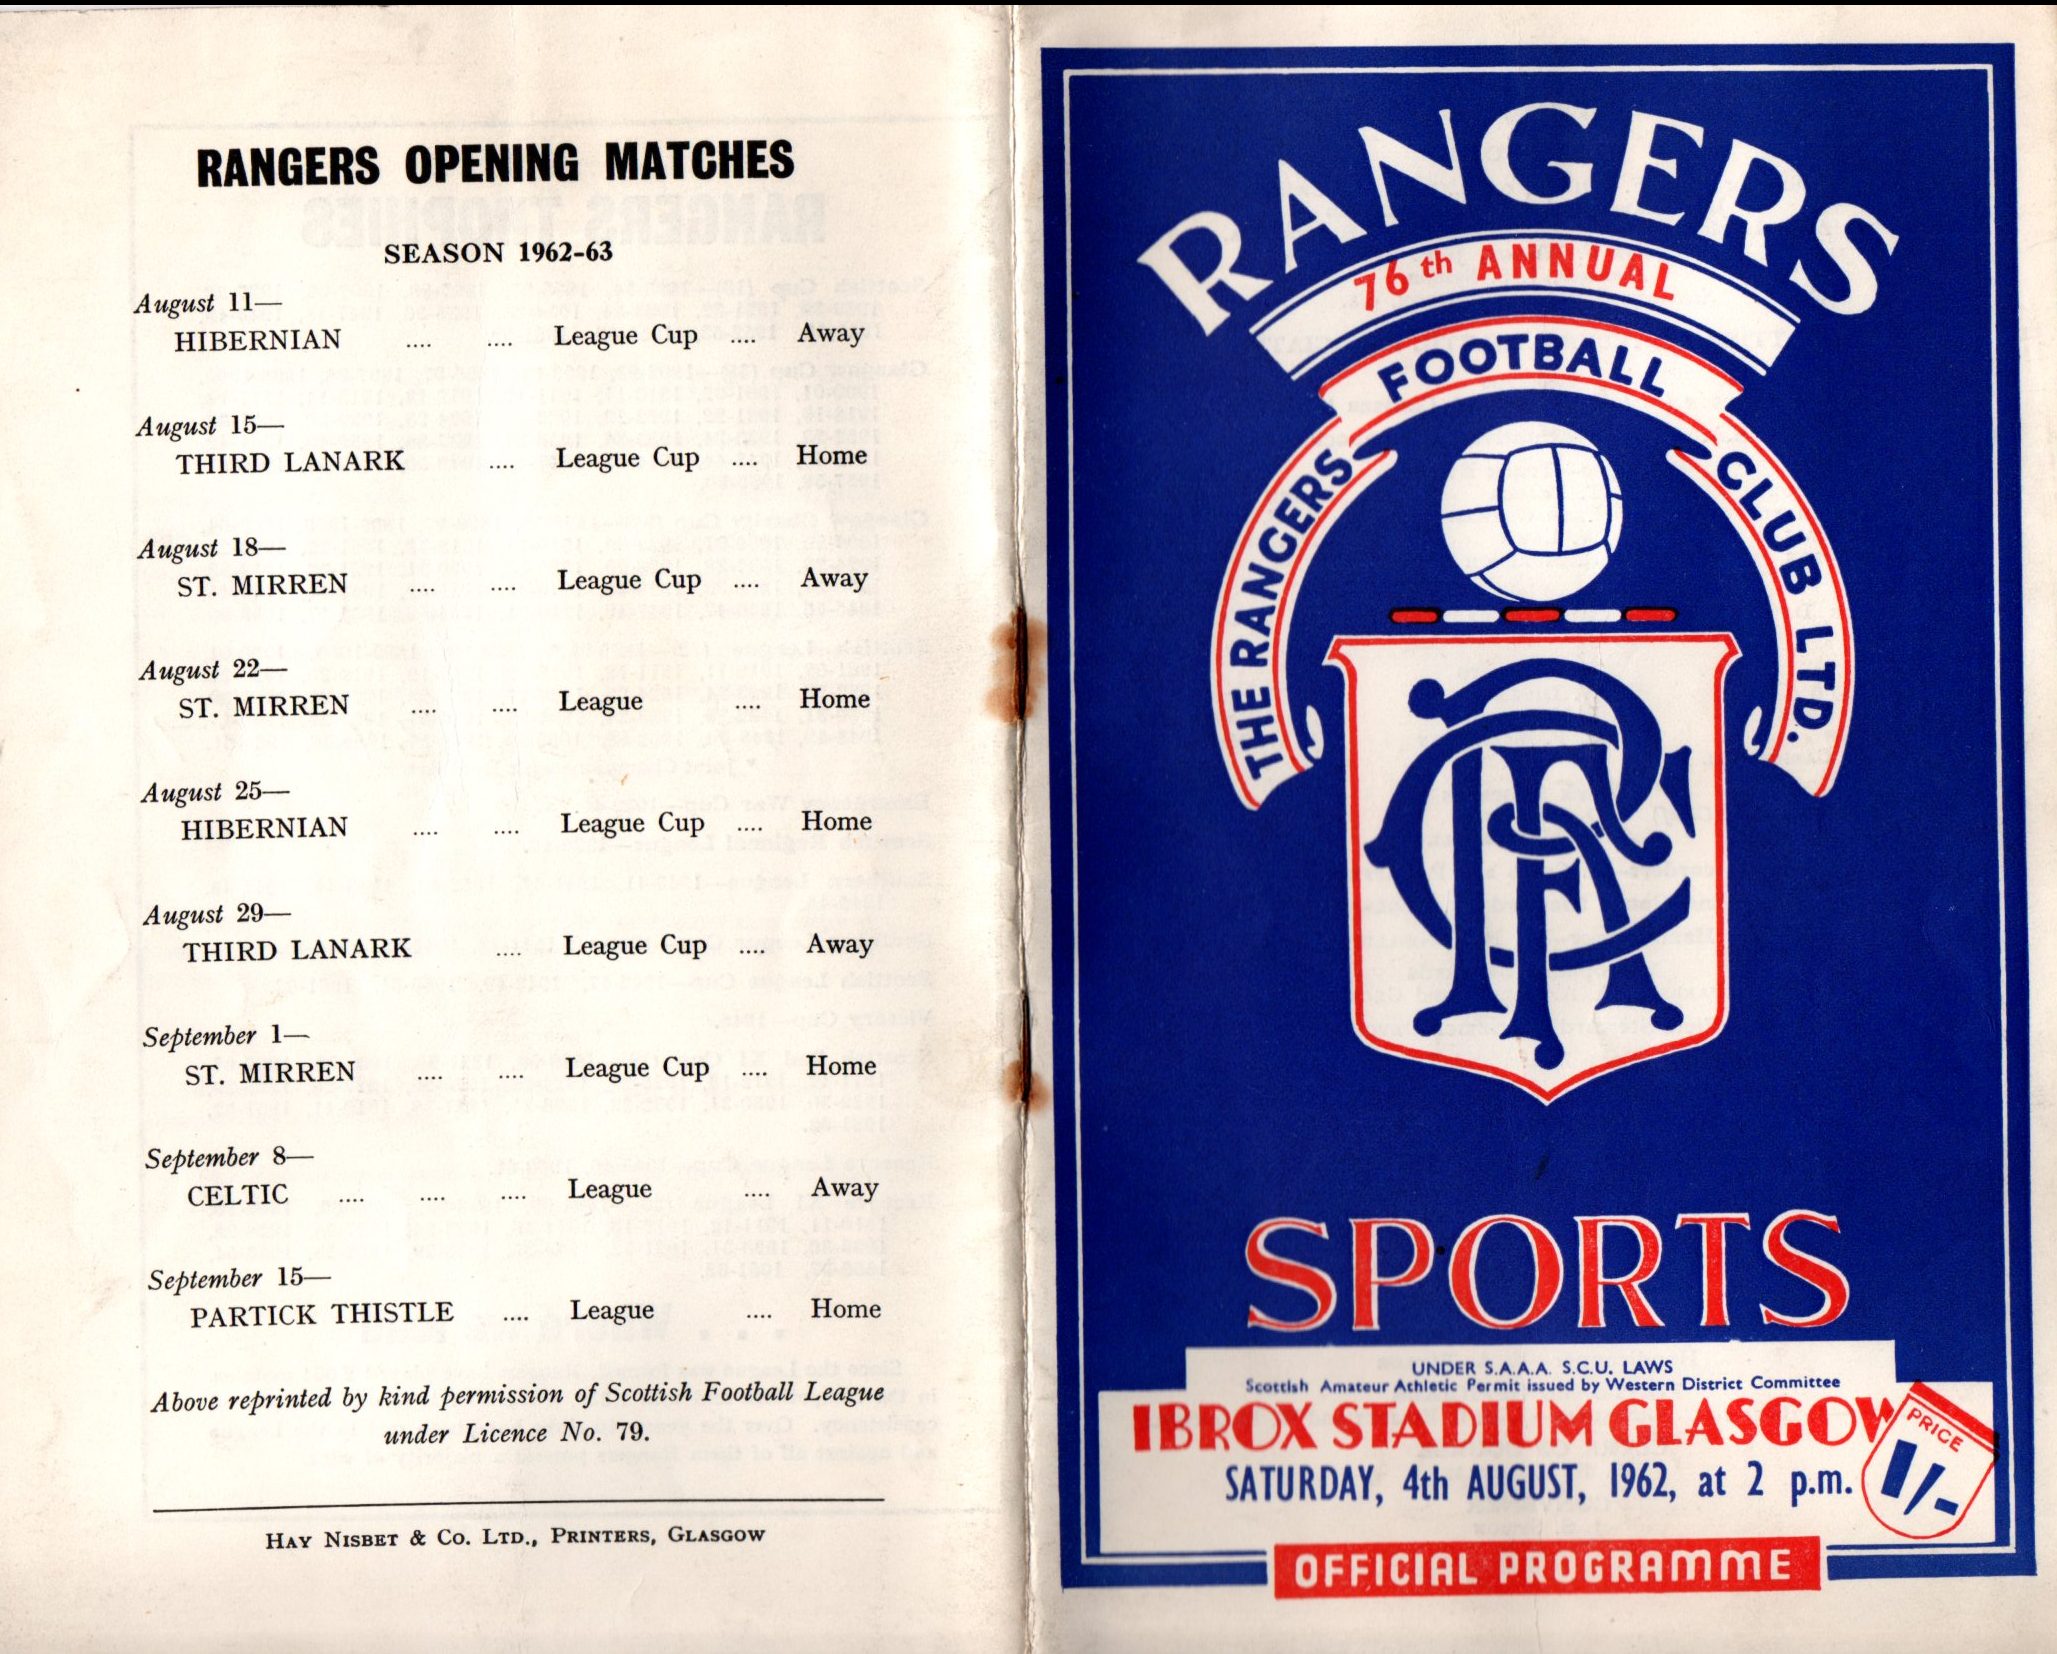 RANGERS OPENING MATCHES
SEASON 1962-63
August 11—
HIBERNIAN .... .... League Cup .... Away
August 15—
THIRD LANARK .... League Cup .... Home
August 18—
ST. MIRREN .... .... League Cup .... Away
August 22—
ST. MIRREN .... .... League .... Home
August 25—
HIBERNIAN .... .... League Cup .... Home
August 29—
THIRD LANARK .... League Cup .... Away
September 1—
ST. MIRREN .... .... League Cup .... Home
September 8—
CELTIC .... .... .... League .... Away
September 15—
PARTICK THISTLE .... League .... Home
Above reprinted by kind permission of Scottish Football League
under Licence No. 79.
HAY NISBET & CO. LTD., PRINTERS, GLASGOW
RANGERS
76th ANNUAL
THE RANGERS FOOTBALL CLUB LTD.
RFC
SPORTS
UNDER S.A.A.A. S.C.U. LAWS
Scottish Amateur Athletic Permit issued by Western District Committee
IBROX STADIUM GLASGOW
SATURDAY, 4th AUGUST, 1962, at 2 p.m.
PRICE
1/-
OFFICIAL PROGRAMME